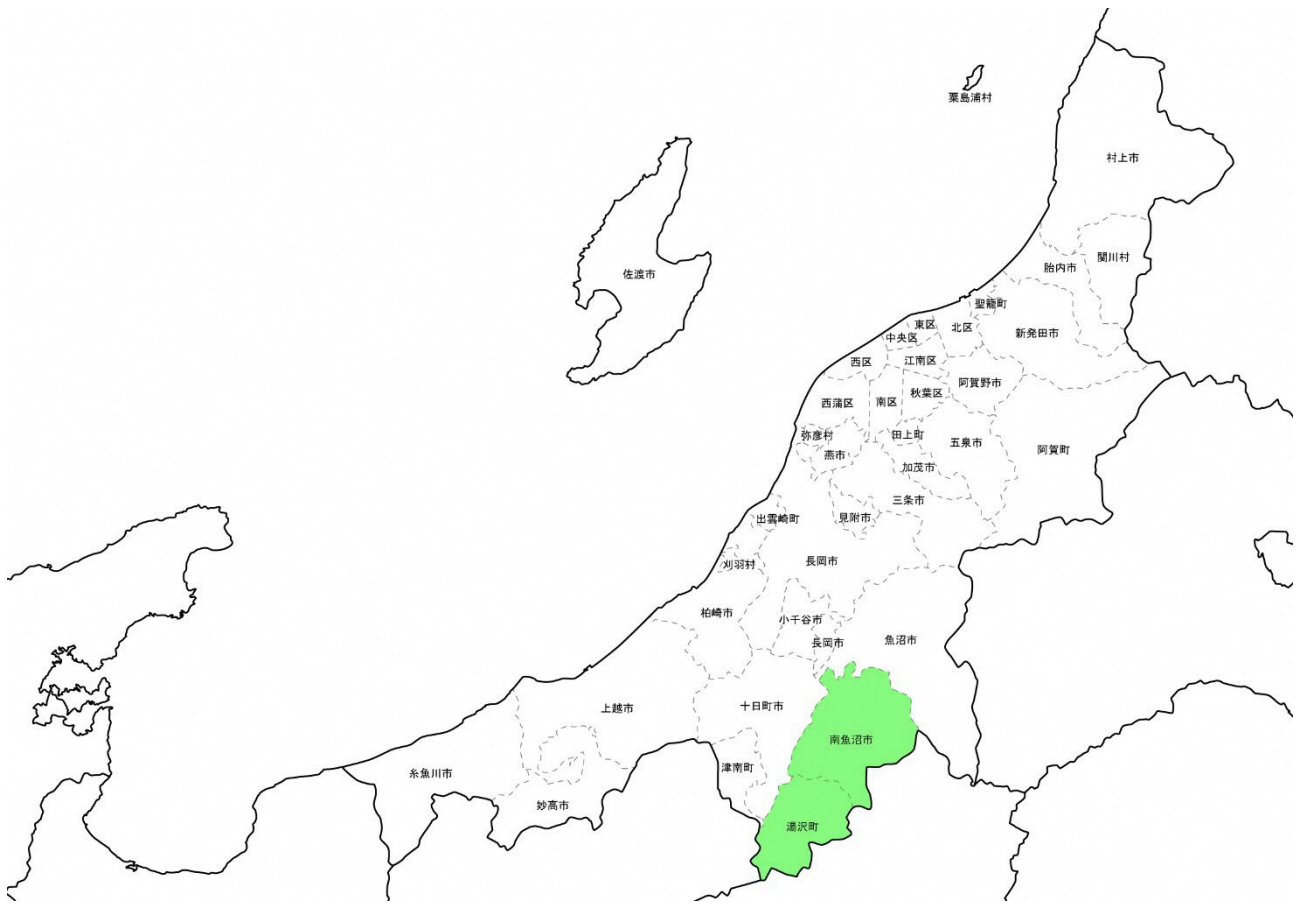 粟島浦村
村上市
関川村
胎内市
佐渡市
聖籠町
東区
北区
新発田市
中央区
西区
江南区
阿賀野市
秋葉区
西蒲区
南区
弥彦村
田上町
五泉市
阿賀町
燕市
加茂市
三条市
出雲崎町
見附市
刈羽村
長岡市
柏崎市
小千谷市
長岡市
魚沼市
上越市
十日町市
南魚沼市
糸魚川市
津南町
妙高市
湯沢町